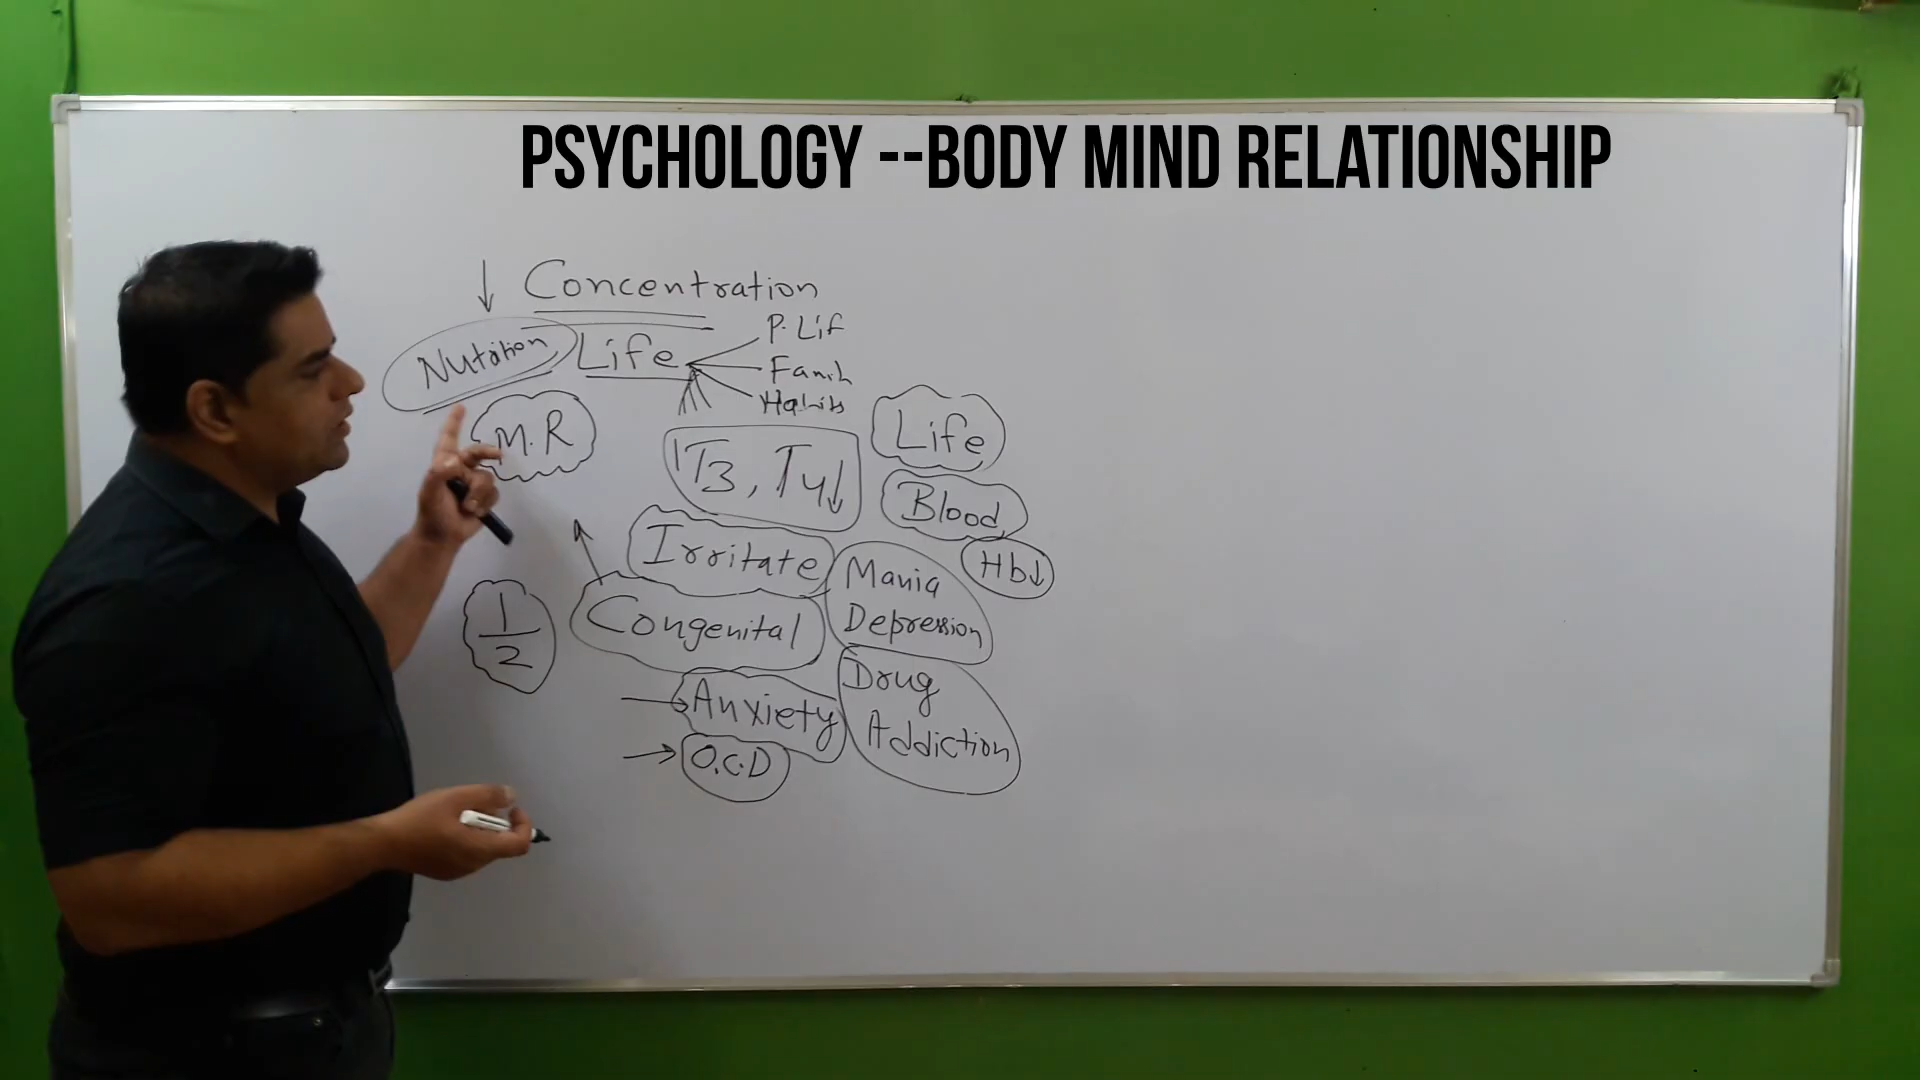 PSYCHOLOGY --BODY MIND RELATIONSHIP
↓ Concentration
Nutrition
Life
P. Lif
Famil
Habits
M.R
T3, T4↓
Life
Blood
Hb↓
Irritate
Mania
Depression
1/2
Congenital
Anxiety
Drug
Addiction
O.C.D